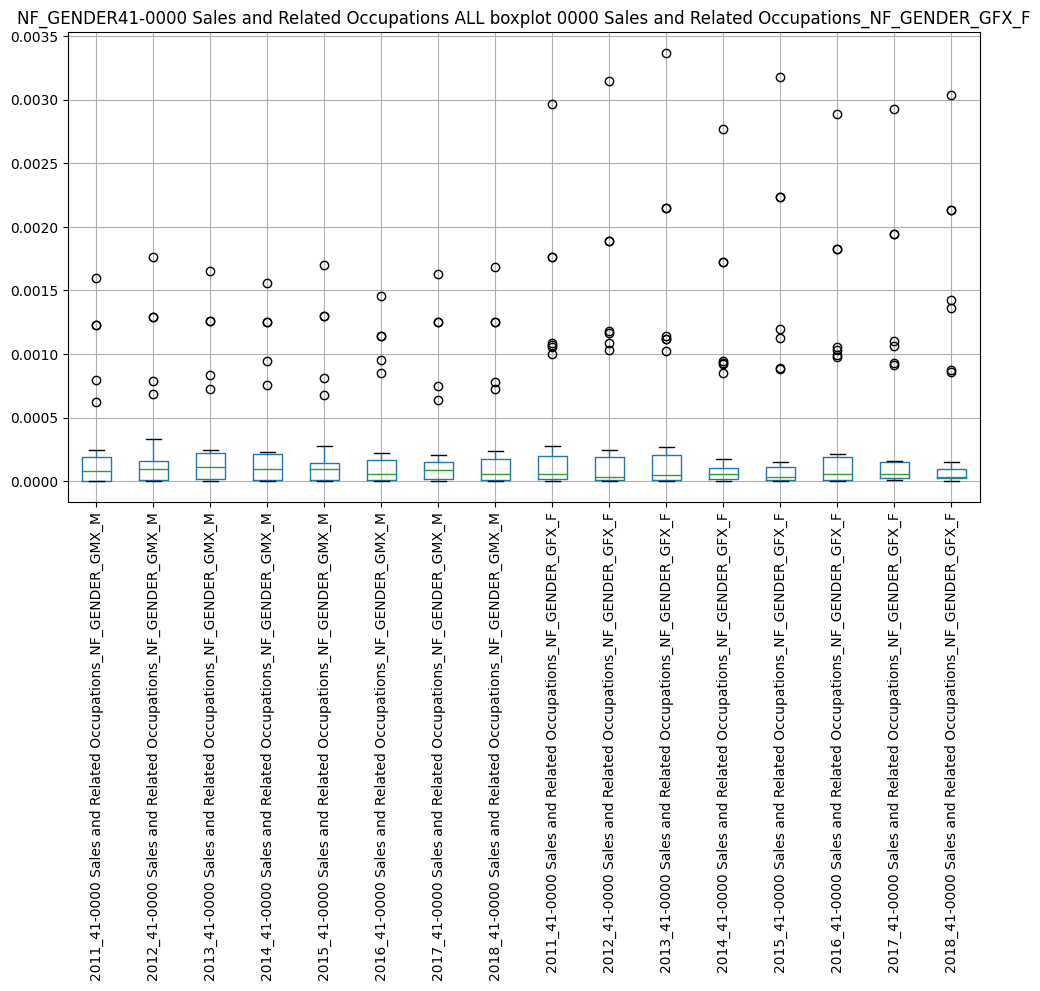 NF_GENDER41-0000 Sales and Related Occupations ALL boxplot 0000 Sales and Related Occupations_NF_GENDER_GFX_F
0.0035
0.0030
0.0025
0.0020
0.0015
0.0010
0.0005
0.0000
2011_41-0000 Sales and Related Occupations_NF_GENDER_GMX_M
2012_41-0000 Sales and Related Occupations_NF_GENDER_GMX_M
2013_41-0000 Sales and Related Occupations_NF_GENDER_GMX_M
2014_41-0000 Sales and Related Occupations_NF_GENDER_GMX_M
2015_41-0000 Sales and Related Occupations_NF_GENDER_GMX_M
2016_41-0000 Sales and Related Occupations_NF_GENDER_GMX_M
2017_41-0000 Sales and Related Occupations_NF_GENDER_GMX_M
2018_41-0000 Sales and Related Occupations_NF_GENDER_GMX_M
2011_41-0000 Sales and Related Occupations_NF_GENDER_GFX_F
2012_41-0000 Sales and Related Occupations_NF_GENDER_GFX_F
2013_41-0000 Sales and Related Occupations_NF_GENDER_GFX_F
2014_41-0000 Sales and Related Occupations_NF_GENDER_GFX_F
2015_41-0000 Sales and Related Occupations_NF_GENDER_GFX_F
2016_41-0000 Sales and Related Occupations_NF_GENDER_GFX_F
2017_41-0000 Sales and Related Occupations_NF_GENDER_GFX_F
2018_41-0000 Sales and Related Occupations_NF_GENDER_GFX_F